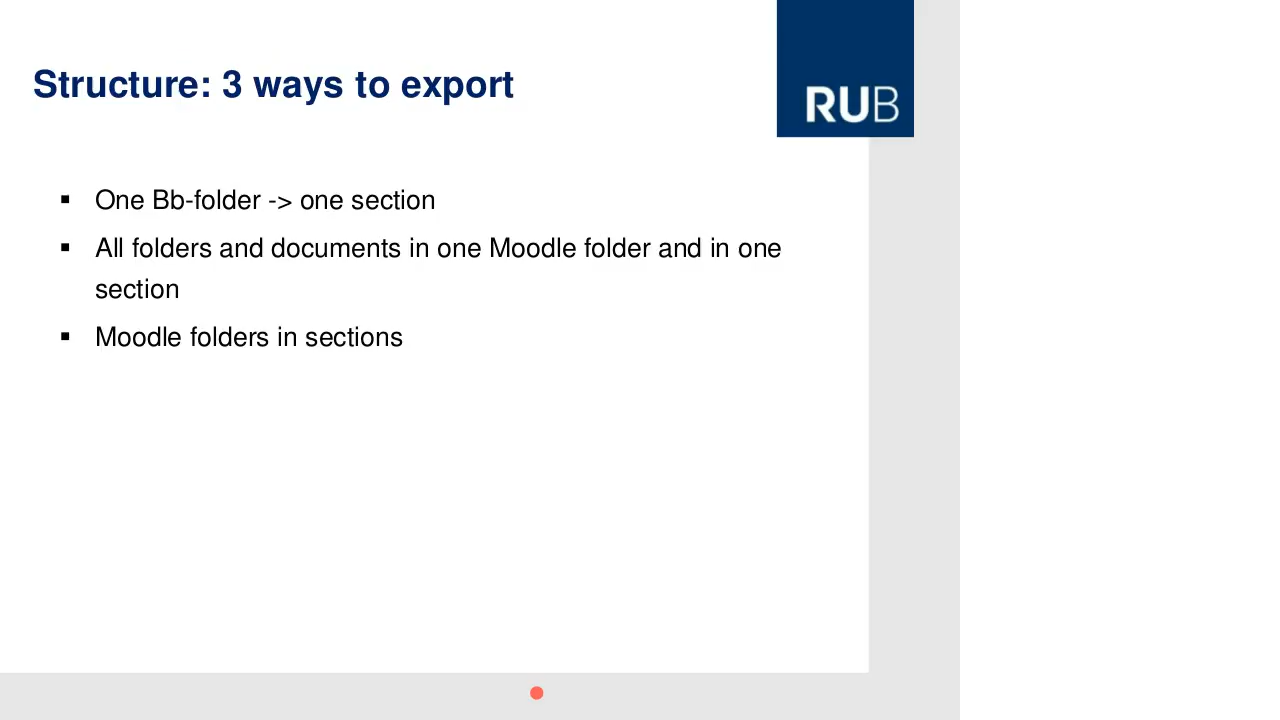 Structure: 3 ways to export
RUB
▪ One Bb-folder -> one section
▪ All folders and documents in one Moodle folder and in one
section
▪ Moodle folders in sections